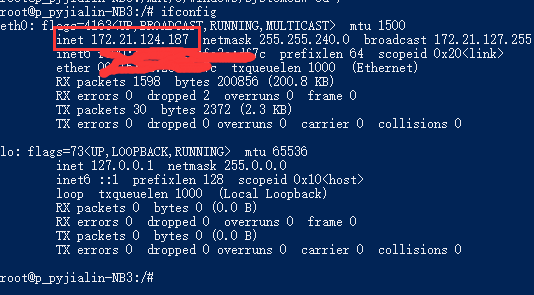 root@p_pyjialin-NB3:/# ifconfig
eth0: flags=4163<UP,BROADCAST,RUNNING,MULTICAST>  mtu 1500
        inet 172.21.124.187  netmask 255.255.240.0  broadcast 172.21.127.255
        prefixlen 64  scopeid 0x20<link>
        ether txqueuelen 1000  (Ethernet)
        RX packets 1598  bytes 200856 (200.8 KB)
        RX errors 0  dropped 2  overruns 0  frame 0
        TX packets 30  bytes 2372 (2.3 KB)
        TX errors 0  dropped 0 overruns 0  carrier 0  collisions 0
lo: flags=73<UP,LOOPBACK,RUNNING>  mtu 65536
        inet 127.0.0.1  netmask 255.0.0.0
        inet6 ::1  prefixlen 128  scopeid 0x10<host>
        loop  txqueuelen 1000  (Local Loopback)
        RX packets 0  bytes 0 (0.0 B)
        RX errors 0  dropped 0  overruns 0  frame 0
        TX packets 0  bytes 0 (0.0 B)
        TX errors 0  dropped 0 overruns 0  carrier 0  collisions 0
root@p_pyjialin-NB3:/#